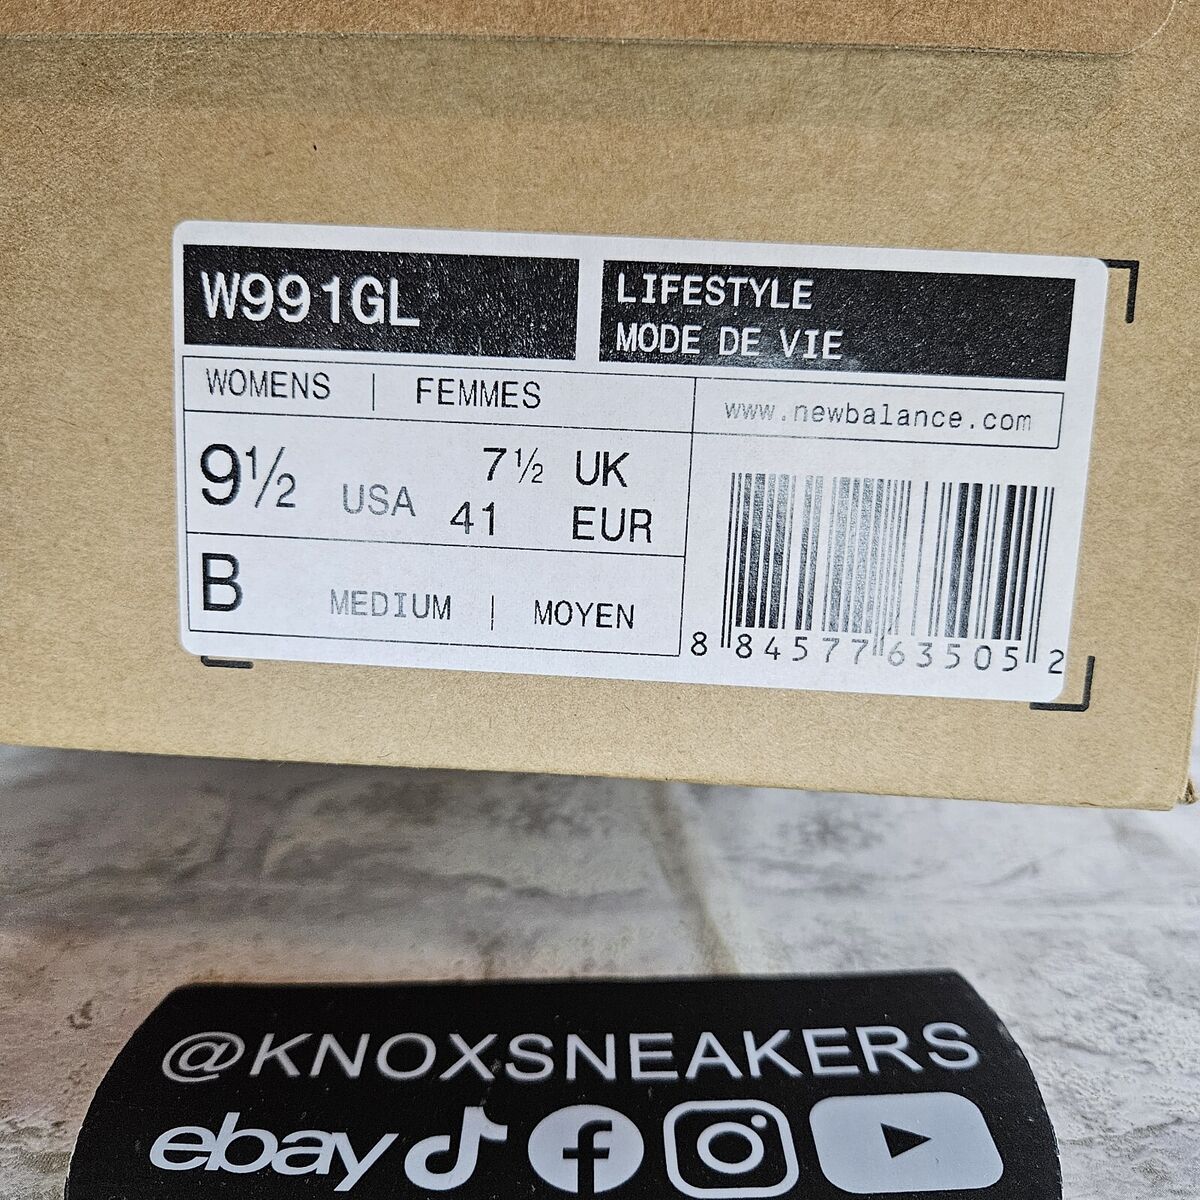 W991GL
LIFESTYLE
MODE DE VIE
WOMENS | FEMMES
www.newbalance.com
9½ USA 7½ UK
41 EUR
B MEDIUM | MOYEN
8 84577 63505 2
@KNOXSNEAKERS
ebay